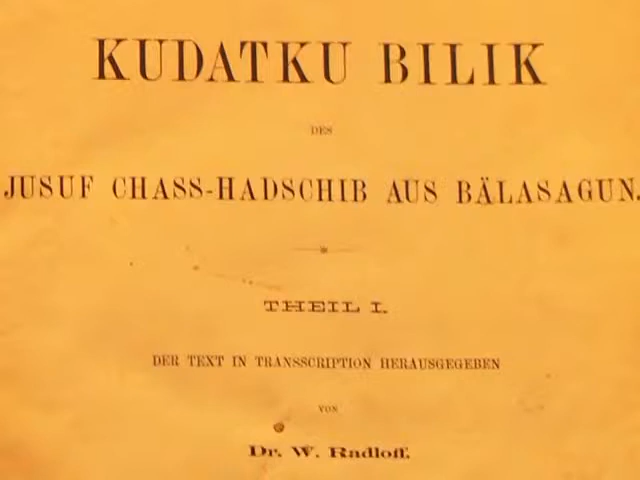 KUDATKU BILIK
DES
JUSUF CHASS-HADSCHIB AUS BÄLASAGUN.
THEIL I.
DER TEXT IN TRANSSCRIPTION HERAUSGEGEBEN
VON
Dr. W. Radloff.